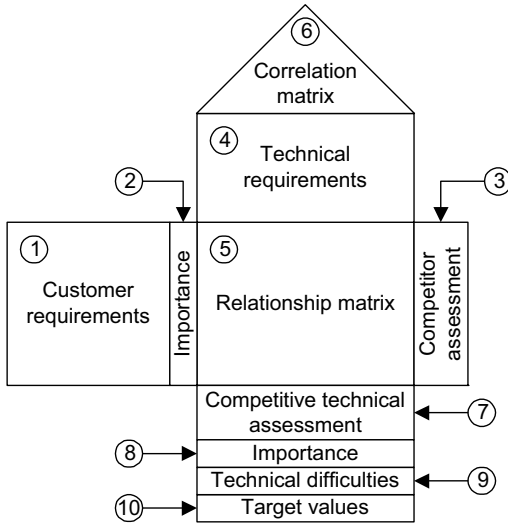 6
Correlation
matrix
4
Technical
requirements
2
3
1
Customer
requirements
Importance
5
Relationship matrix
Competitor
assessment
Competitive technical
assessment
7
8
Importance
Technical difficulties
9
10
Target values